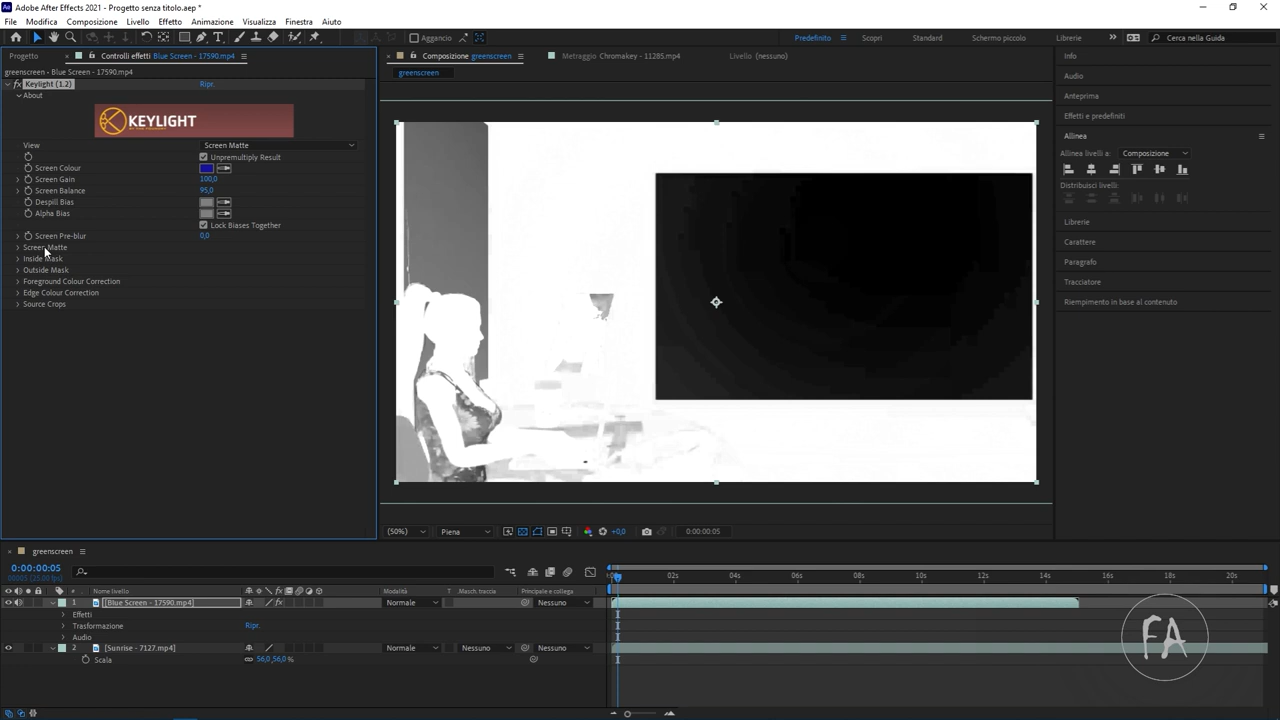 Adobe After Effects 2021 - Progetto senza titolo.aep *
File Modifica Composizione Livello Effetto Animazione Visualizza Finestra Aiuto
Aggancio
Predefinito Scopri Standard Schermo piccolo Librerie Cerca nella Guida
Progetto Controlli effetti Blue Screen - 17590.mp4
Composizione greenscreen Metraggio Chromakey - 11285.mp4 Livello (nessuno)
greenscreen • Blue Screen - 17590.mp4
greenscreen
fx Keylight (1.2) Ripr.
About
KEYLIGHT
View Screen Matte
Unpremultiply Result
Screen Colour
Screen Gain 100,0
Screen Balance 95,0
Despill Bias
Alpha Bias
Lock Biases Together
Screen Pre-blur 0,0
Screen Matte
Inside Mask
Outside Mask
Foreground Colour Correction
Edge Colour Correction
Source Crops
Info
Audio
Anteprima
Effetti e predefiniti
Allinea
Allinea livelli a: Composizione
Distribuisci livelli:
Librerie
Carattere
Paragrafo
Tracciatore
Riempimento in base al contenuto
(50%) Piena +0,0 0:00:00:05
greenscreen
0:00:00:05
00005 (25.00 fps)
02s 04s 06s 08s 10s 12s 14s 16s 18s 20s
# Nome livello Modalità T Masch. traccia Principale e collega
1 [Blue Screen - 17590.mp4] Normale Nessuno
Effetti
Trasformazione Ripr.
Audio
2 [Sunrise - 7127.mp4] Normale Nessuno Nessuno
Scala 56,0,56,0 %
FA